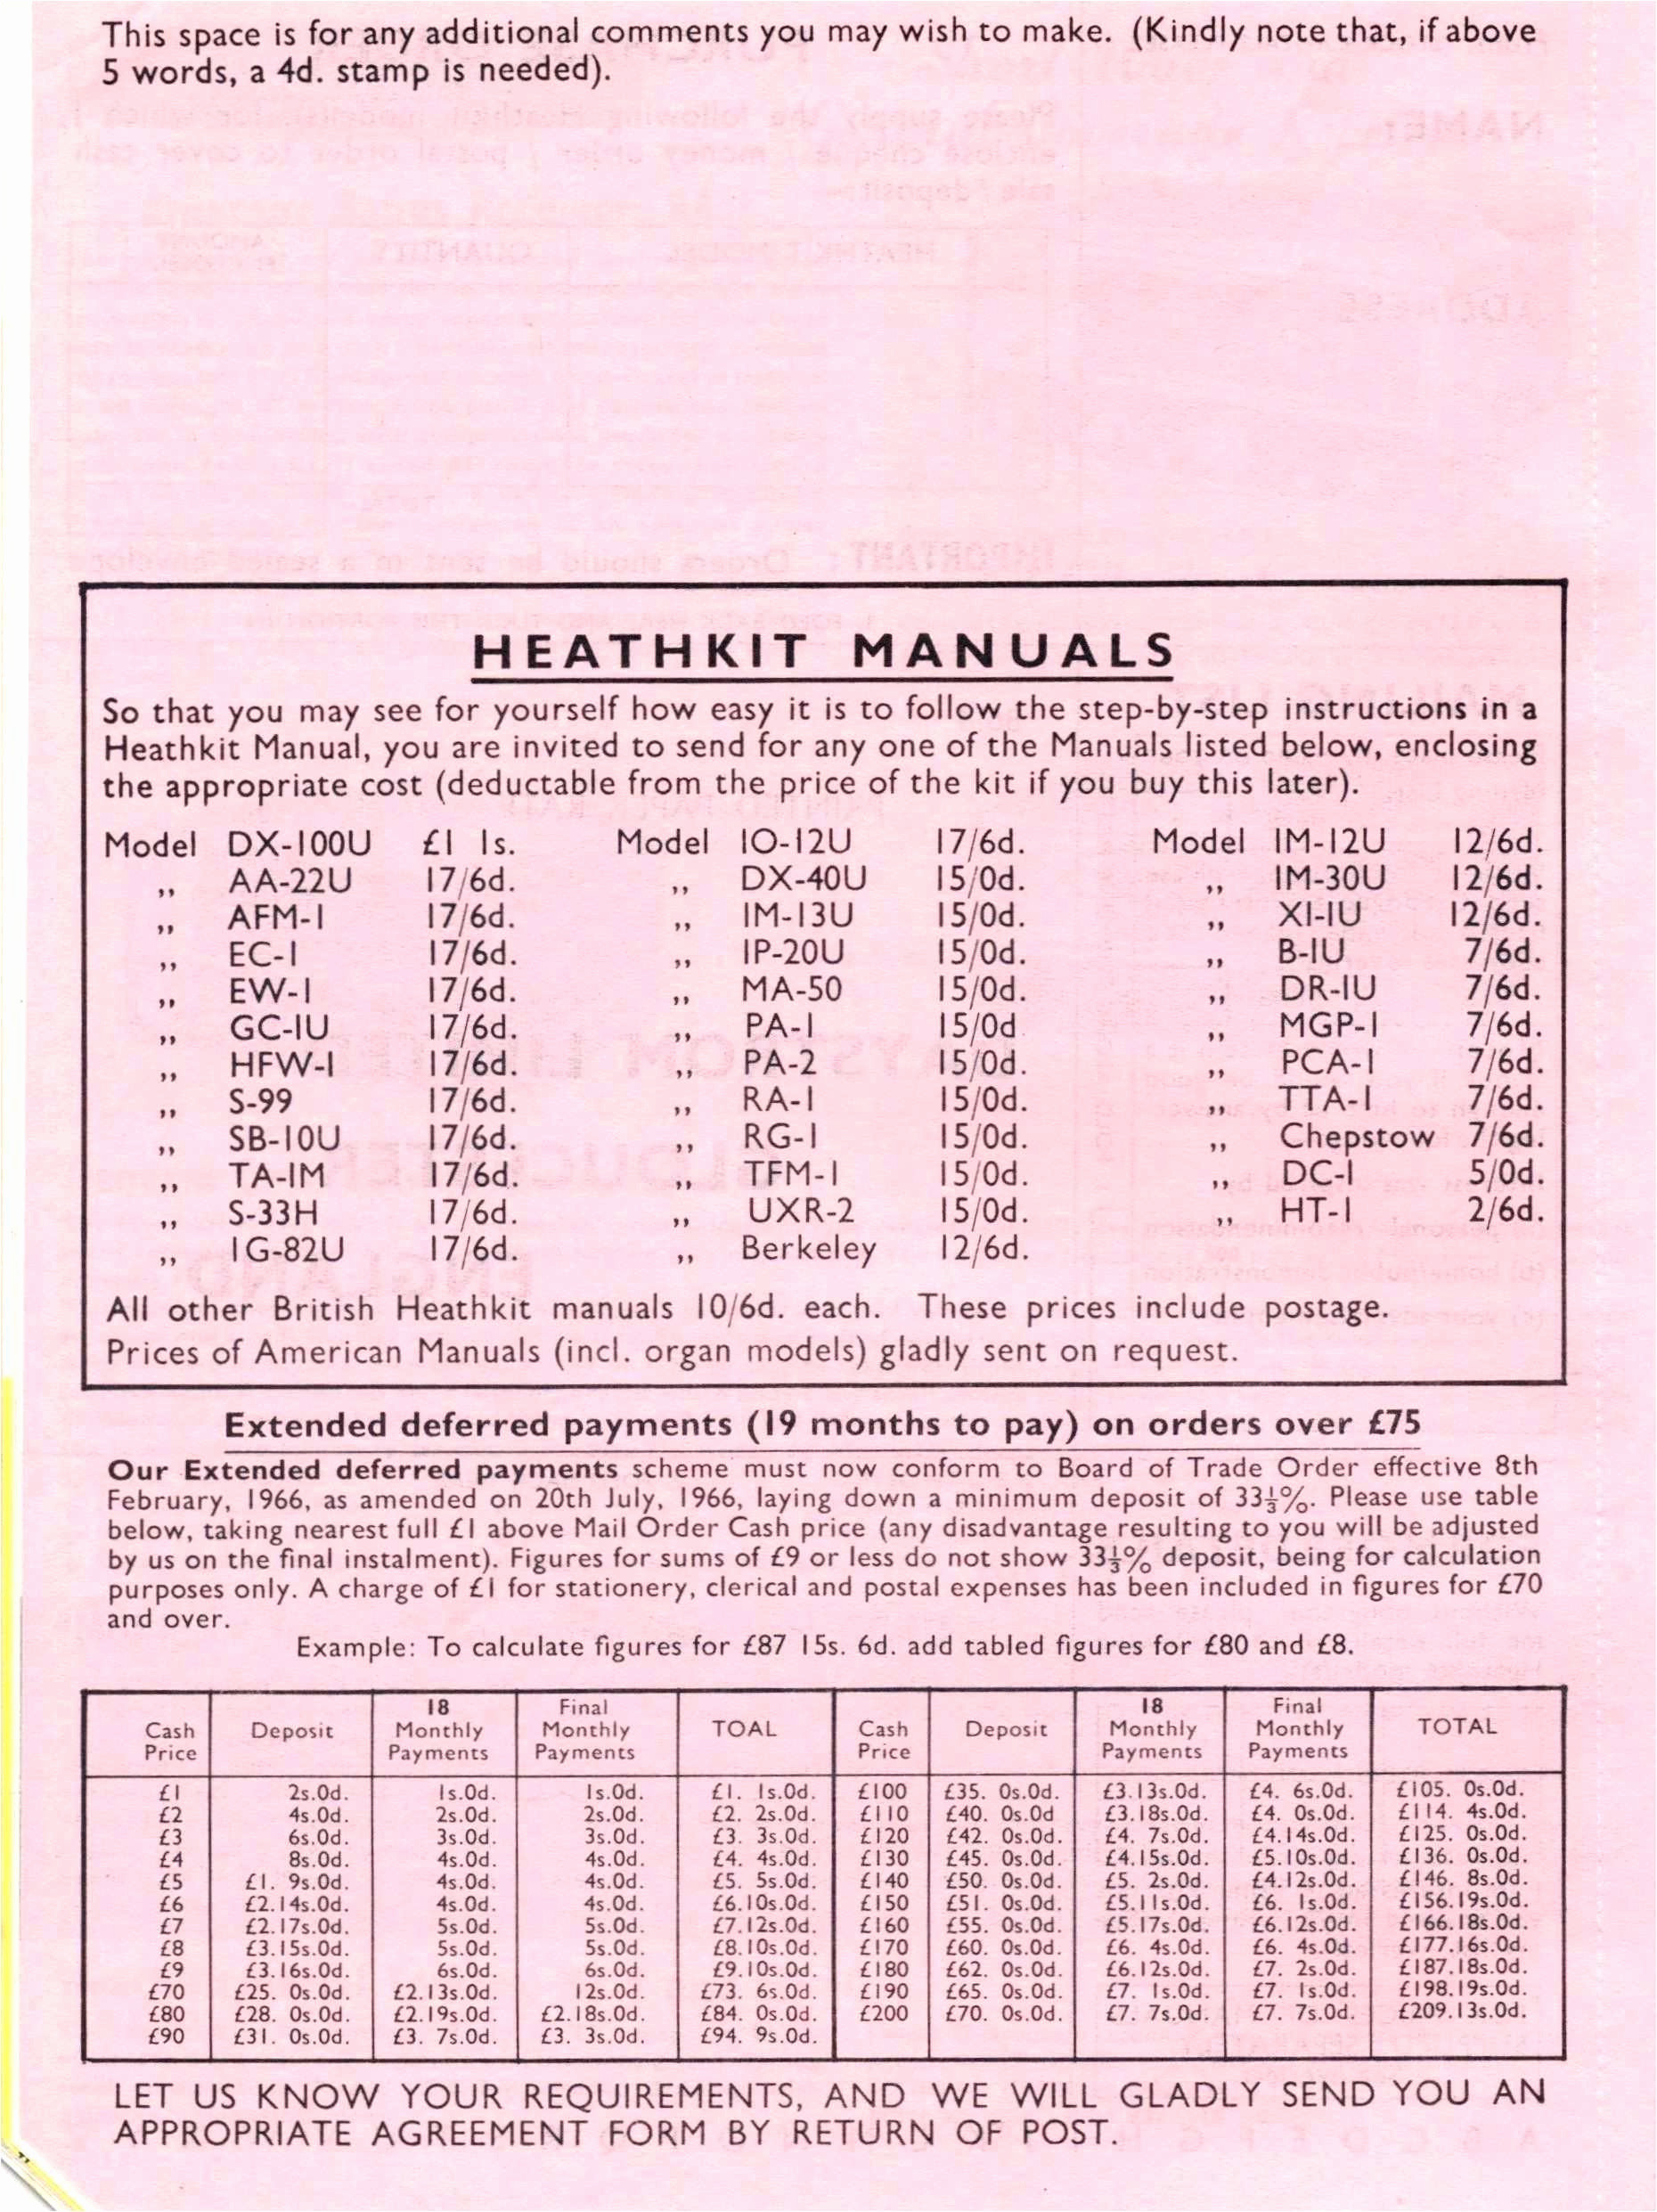 This space is for any additional comments you may wish to make. (Kindly note that, if above
5 words, a 4d. stamp is needed).
HEATHKIT MANUALS
So that you may see for yourself how easy it is to follow the step-by-step instructions in a
Heathkit Manual, you are invited to send for any one of the Manuals listed below, enclosing
the appropriate cost (deductable from the price of the kit if you buy this later).
Model DX-100U £1 1s. Model IO-12U 17/6d. Model IM-12U 12/6d.
,, AA-22U 17/6d. ,, DX-40U 15/0d. ,, IM-30U 12/6d.
,, AFM-1 17/6d. ,, IM-13U 15/0d. ,, XI-IU 12/6d.
,, EC-1 17/6d. ,, IP-20U 15/0d. ,, B-IU 7/6d.
,, EW-1 17/6d. ,, MA-50 15/0d. ,, DR-IU 7/6d.
,, GC-IU 17/6d. ,, PA-1 15/0d ,, MGP-1 7/6d.
,, HFW-1 17/6d. ,, PA-2 15/0d. ,, PCA-1 7/6d.
,, S-99 17/6d. ,, RA-1 15/0d. ,, TTA-1 7/6d.
,, SB-10U 17/6d. ,, RG-1 15/0d. ,, Chepstow 7/6d.
,, TA-IM 17/6d. ,, TFM-1 15/0d. ,, DC-1 5/0d.
,, S-33H 17/6d. ,, UXR-2 15/0d. ,, HT-1 2/6d.
,, IG-82U 17/6d. ,, Berkeley 12/6d.
All other British Heathkit manuals 10/6d. each. These prices include postage.
Prices of American Manuals (incl. organ models) gladly sent on request.
Extended deferred payments (19 months to pay) on orders over £75
Our Extended deferred payments scheme must now conform to Board of Trade Order effective 8th
February, 1966, as amended on 20th July, 1966, laying down a minimum deposit of 33⅓%. Please use table
below, taking nearest full £1 above Mail Order Cash price (any disadvantage resulting to you will be adjusted
by us on the final instalment). Figures for sums of £9 or less do not show 33⅓% deposit, being for calculation
purposes only. A charge of £1 for stationery, clerical and postal expenses has been included in figures for £70
and over.
Example: To calculate figures for £87 15s. 6d. add tabled figures for £80 and £8.
Cash Price Deposit 18 Monthly Payments Final Monthly Payments TOAL Cash Price Deposit 18 Monthly Payments Final Monthly Payments TOTAL
£1 2s.0d. 1s.0d. 1s.0d. £1. 1s.0d. £100 £35. 0s.0d. £3.13s.0d. £4. 6s.0d. £105. 0s.0d.
£2 4s.0d. 2s.0d. 2s.0d. £2. 2s.0d. £110 £40. 0s.0d £3.18s.0d. £4. 0s.0d. £114. 4s.0d.
£3 6s.0d. 3s.0d. 3s.0d. £3. 3s.0d. £120 £42. 0s.0d. £4. 7s.0d. £4.14s.0d. £125. 0s.0d.
£4 8s.0d. 4s.0d. 4s.0d. £4. 4s.0d. £130 £45. 0s.0d. £4.15s.0d. £5.10s.0d. £136. 0s.0d.
£5 £1. 9s.0d. 4s.0d. 4s.0d. £5. 5s.0d. £140 £50. 0s.0d. £5. 2s.0d. £4.12s.0d. £146. 8s.0d.
£6 £2.14s.0d. 4s.0d. 4s.0d. £6.10s.0d. £150 £51. 0s.0d. £5.11s.0d. £6. 1s.0d. £156.19s.0d.
£7 £2.17s.0d. 5s.0d. 5s.0d. £7.12s.0d. £160 £55. 0s.0d. £5.17s.0d. £6.12s.0d. £166.18s.0d.
£8 £3.15s.0d. 5s.0d. 5s.0d. £8.10s.0d. £170 £60. 0s.0d. £6. 4s.0d. £6. 4s.0d. £177.16s.0d.
£9 £3.16s.0d. 6s.0d. 6s.0d. £9.10s.0d. £180 £62. 0s.0d. £6.12s.0d. £7. 2s.0d. £187.18s.0d.
£70 £25. 0s.0d. £2.13s.0d. 12s.0d. £73. 6s.0d. £190 £65. 0s.0d. £7. 1s.0d. £7. 1s.0d. £198.19s.0d.
£80 £28. 0s.0d. £2.19s.0d. £2.18s.0d. £84. 0s.0d. £200 £70. 0s.0d. £7. 7s.0d. £7. 7s.0d. £209.13s.0d.
£90 £31. 0s.0d. £3. 7s.0d. £3. 3s.0d. £94. 9s.0d.
LET US KNOW YOUR REQUIREMENTS, AND WE WILL GLADLY SEND YOU AN
APPROPRIATE AGREEMENT FORM BY RETURN OF POST.